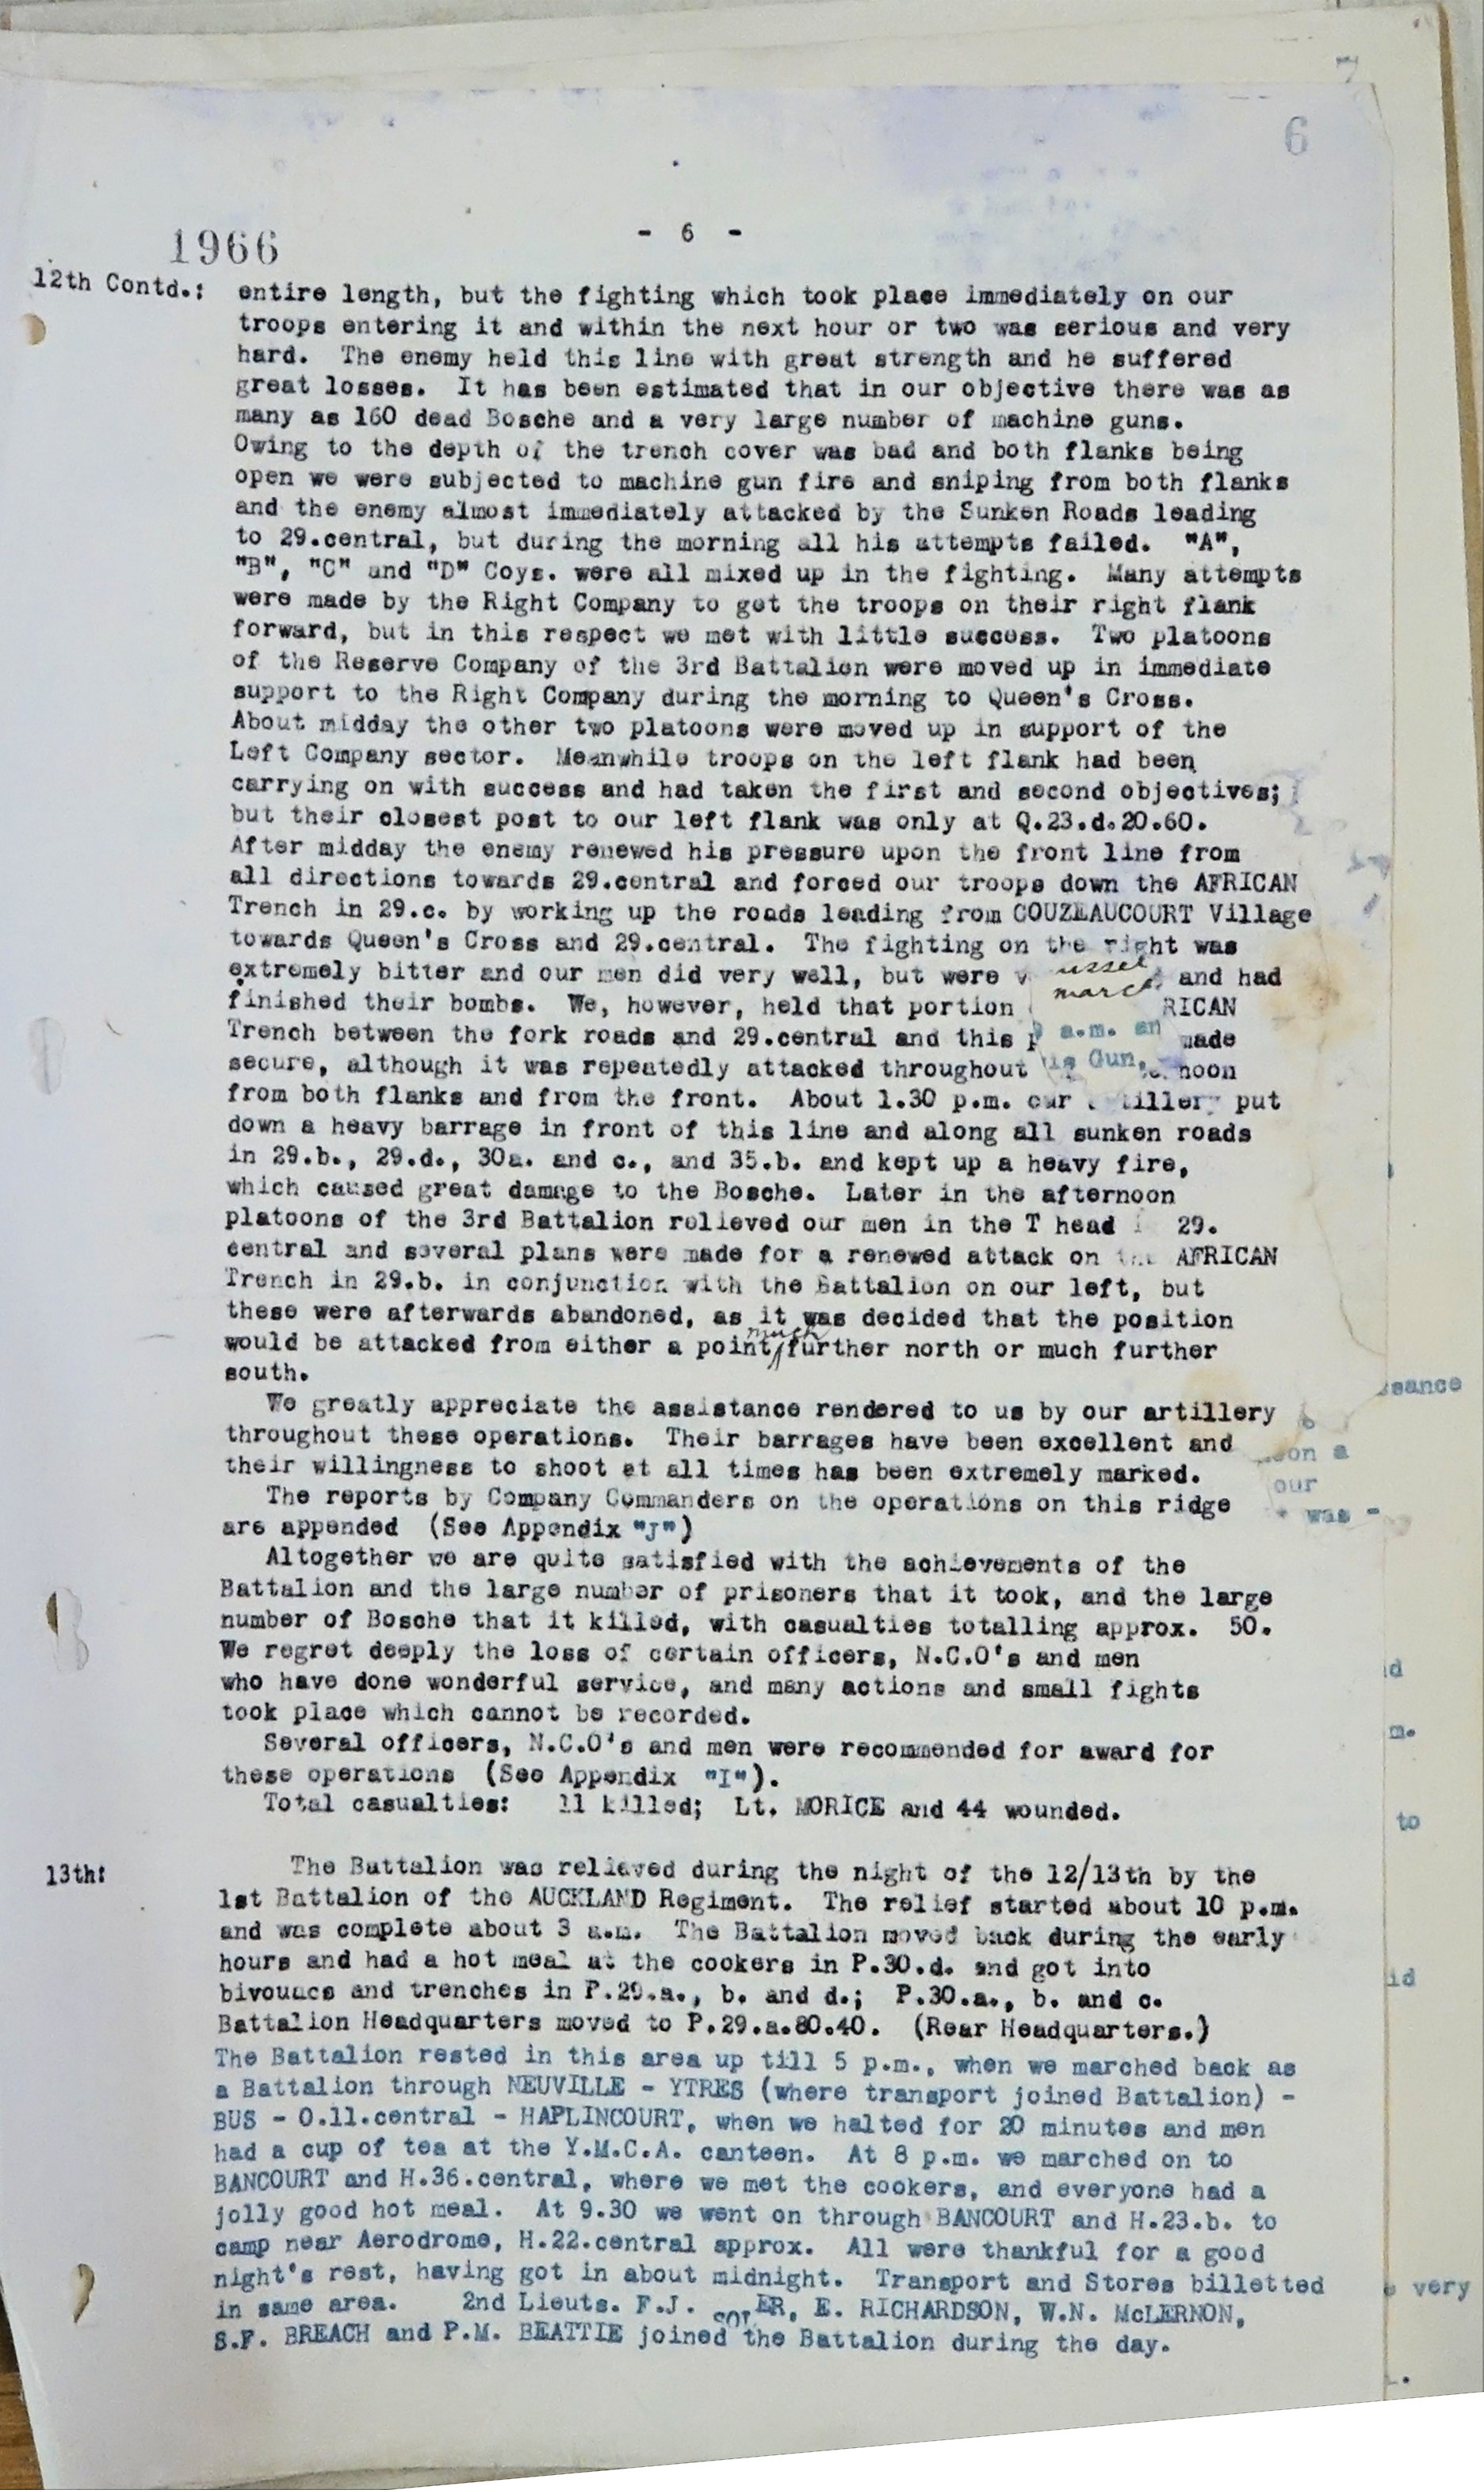 7
6
1966
- 6 -
12th Contd.: entire length, but the fighting which took place immediately on our
troops entering it and within the next hour or two was serious and very
hard. The enemy held this line with great strength and he suffered
great losses. It has been estimated that in our objective there was as
many as 160 dead Bosche and a very large number of machine guns.
Owing to the depth of the trench cover was bad and both flanks being
open we were subjected to machine gun fire and sniping from both flanks
and the enemy almost immediately attacked by the Sunken Roads leading
to 29.central, but during the morning all his attempts failed. "A",
"B", "C" and "D" Coys. were all mixed up in the fighting. Many attempts
were made by the Right Company to get the troops on their right flank
forward, but in this respect we met with little success. Two platoons
of the Reserve Company of the 3rd Battalion were moved up in immediate
support to the Right Company during the morning to Queen's Cross.
About midday the other two platoons were moved up in support of the
Left Company sector. Meanwhile troops on the left flank had been
carrying on with success and had taken the first and second objectives;
but their closest post to our left flank was only at Q.23.d.20.60.
After midday the enemy renewed his pressure upon the front line from
all directions towards 29.central and forced our troops down the AFRICAN
Trench in 29.c. by working up the roads leading from COUZEAUCOURT Village
towards Queen's Cross and 29.central. The fighting on the right was
extremely bitter and our men did very well, but were and had
finished their bombs. We, however, held that portion RICAN
Trench between the fork roads and 29.central and this a.m. an made
secure, although it was repeatedly attacked throughout Gun, noon
from both flanks and from the front. About 1.30 p.m. our tillery put
down a heavy barrage in front of this line and along all sunken roads
in 29.b., 29.d., 30a. and c., and 35.b. and kept up a heavy fire,
which caused great damage to the Bosche. Later in the afternoon
platoons of the 3rd Battalion relieved our men in the T head 29.
central and several plans were made for a renewed attack on the AFRICAN
Trench in 29.b. in conjunction with the Battalion on our left, but
these were afterwards abandoned, as it was decided that the position
would be attacked from either a point much further north or much further
south.
We greatly appreciate the assistance rendered to us by our artillery
throughout these operations. Their barrages have been excellent and
their willingness to shoot at all times has been extremely marked.
The reports by Company Commanders on the operations on this ridge
are appended (See Appendix "J")
Altogether we are quite satisfied with the achievements of the
Battalion and the large number of prisoners that it took, and the large
number of Bosche that it killed, with casualties totalling approx. 50.
We regret deeply the loss of certain officers, N.C.O's and men
who have done wonderful service, and many actions and small fights
took place which cannot be recorded.
Several officers, N.C.O's and men were recommended for award for
these operations (See Appendix "I").
Total casualties: 11 killed; Lt. MORICE and 44 wounded.
13th: The Battalion was relieved during the night of the 12/13th by the
1st Battalion of the AUCKLAND Regiment. The relief started about 10 p.m.
and was complete about 3 a.m. The Battalion moved back during the early
hours and had a hot meal at the cookers in P.30.d. and got into
bivouacs and trenches in P.29.a., b. and d.; P.30.a., b. and c.
Battalion Headquarters moved to P.29.a.80.40. (Rear Headquarters.)
The Battalion rested in this area up till 5 p.m., when we marched back as
a Battalion through NEUVILLE - YTRES (where transport joined Battalion) -
BUS - O.11.central - HAPLINCOURT, when we halted for 20 minutes and men
had a cup of tea at the Y.M.C.A. canteen. At 8 p.m. we marched on to
BANCOURT and H.36.central, where we met the cookers, and everyone had a
jolly good hot meal. At 9.30 we went on through BANCOURT and H.23.b. to
camp near Aerodrome, H.22.central approx. All were thankful for a good
night's rest, having got in about midnight. Transport and Stores billetted
in same area. 2nd Lieuts. F.J. E. RICHARDSON, W.N. McLERNON,
S.F. BREACH and P.M. BEATTIE joined the Battalion during the day.
ssance
on a
our
was -
m.
to
very